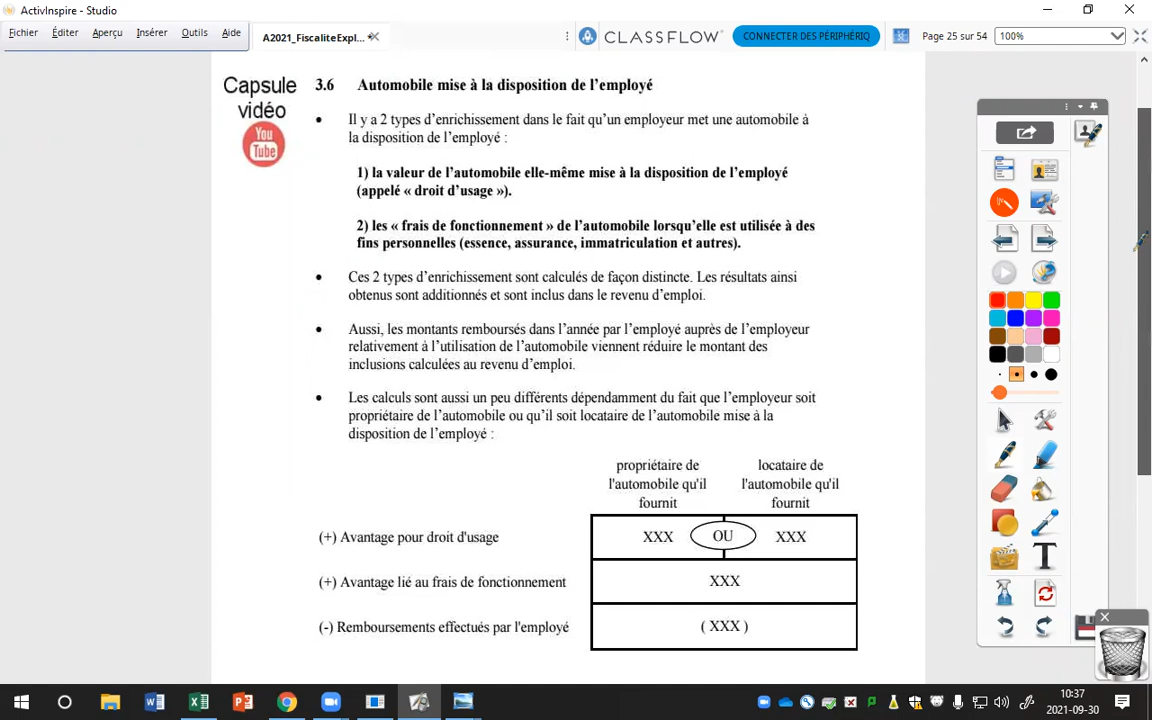 ActivInspire - Studio
Fichier Éditer Aperçu Insérer Outils Aide
A2021_FiscaliteExpl...
CLASSFLOW
CONNECTER DES PÉRIPHÉRIQ
Page 25 sur 54
100%
Capsule
vidéo
You
Tube
3.6 Automobile mise à la disposition de l'employé
• Il y a 2 types d'enrichissement dans le fait qu'un employeur met une automobile à
la disposition de l'employé :
1) la valeur de l'automobile elle-même mise à la disposition de l'employé
(appelé « droit d'usage »).
2) les « frais de fonctionnement » de l'automobile lorsqu'elle est utilisée à des
fins personnelles (essence, assurance, immatriculation et autres).
• Ces 2 types d'enrichissement sont calculés de façon distincte. Les résultats ainsi
obtenus sont additionnés et sont inclus dans le revenu d'emploi.
• Aussi, les montants remboursés dans l'année par l'employé auprès de l'employeur
relativement à l'utilisation de l'automobile viennent réduire le montant des
inclusions calculées au revenu d'emploi.
• Les calculs sont aussi un peu différents dépendamment du fait que l'employeur soit
propriétaire de l'automobile ou qu'il soit locataire de l'automobile mise à la
disposition de l'employé :
propriétaire de
l'automobile qu'il
fournit
locataire de
l'automobile qu'il
fournit
(+) Avantage pour droit d'usage XXX OU XXX
(+) Avantage lié au frais de fonctionnement XXX
(-) Remboursements effectués par l'employé ( XXX )
10:37
2021-09-30